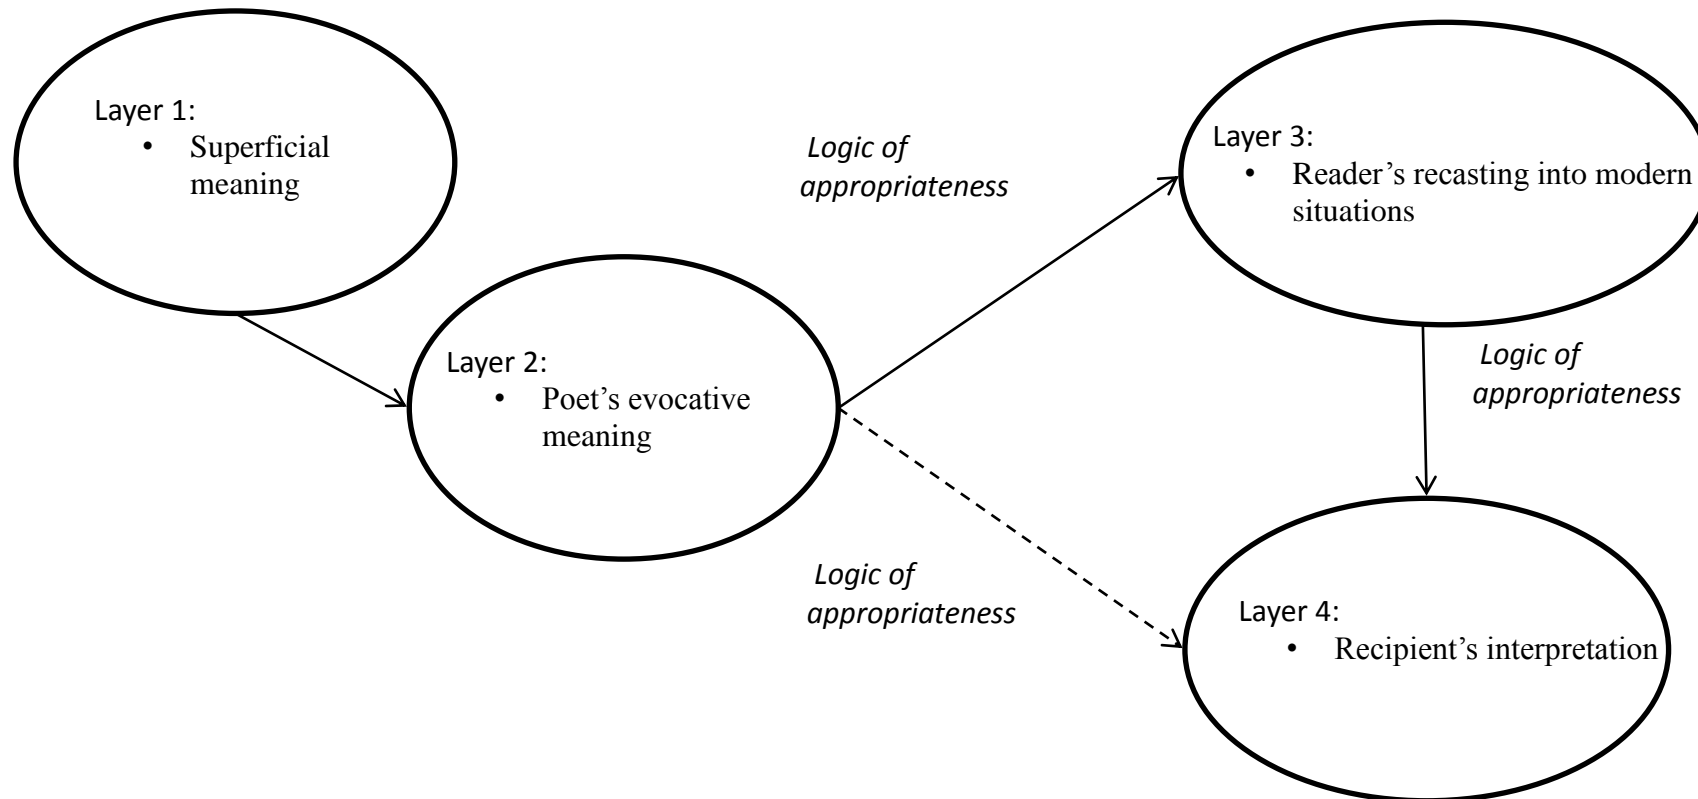 Layer 1:
• Superficial
meaning
Logic of
appropriateness
Layer 3:
• Reader’s recasting into modern
situations
Layer 2:
• Poet’s evocative
meaning
Logic of
appropriateness
Logic of
appropriateness
Layer 4:
• Recipient’s interpretation